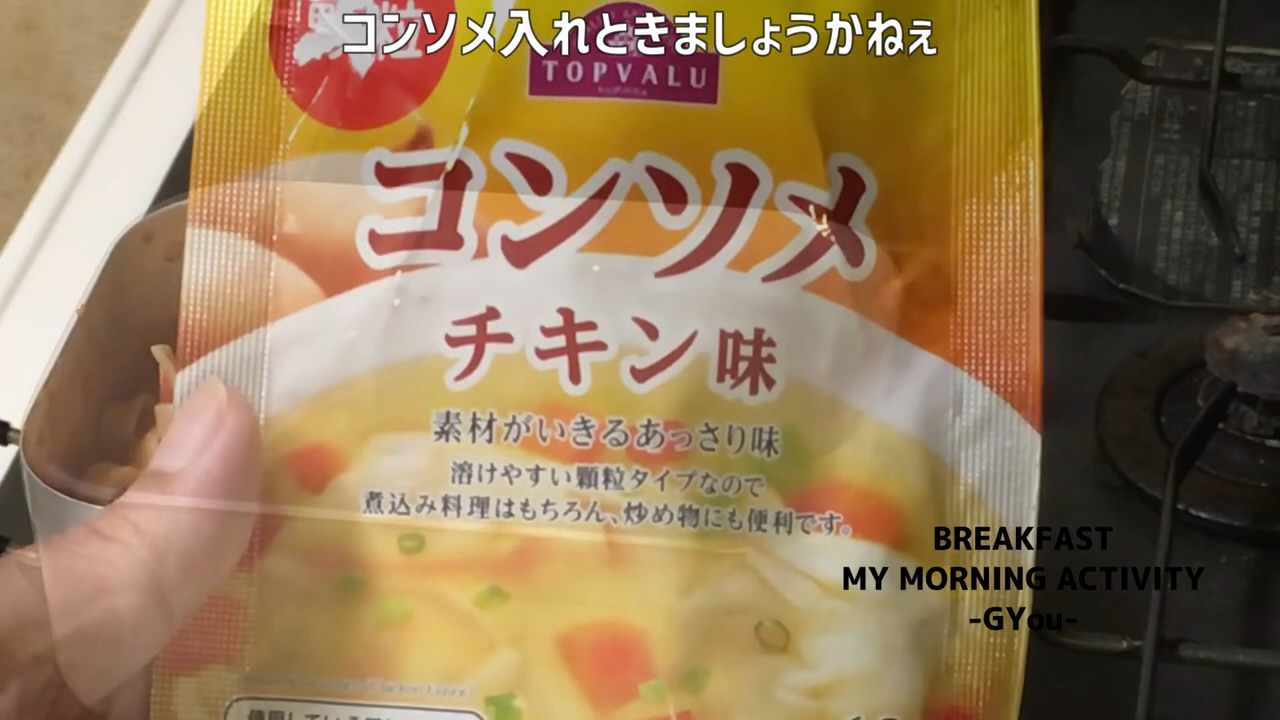 コンソメ入れときましょうかねぇ
TOPVALU
コンソメ
チキン味
素材がいきるあっさり味
溶けやすい顆粒タイプなので
煮込み料理はもちろん、炒め物にも便利です。
BREAKFAST
MY MORNING ACTIVITY
-GYou-